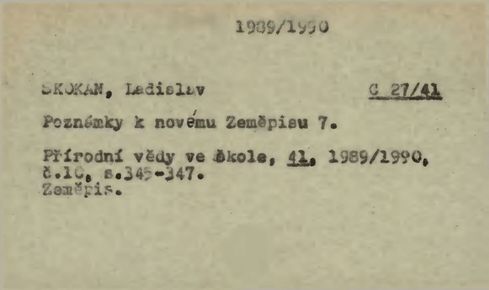 1989/1990
SKOKAN, Ladislav G 27/41
Poznámky k novému Zeměpisu 7.
Přírodní vědy ve škole, 41, 1989/1990,
č.10, s.345-347.
Zeměpis.